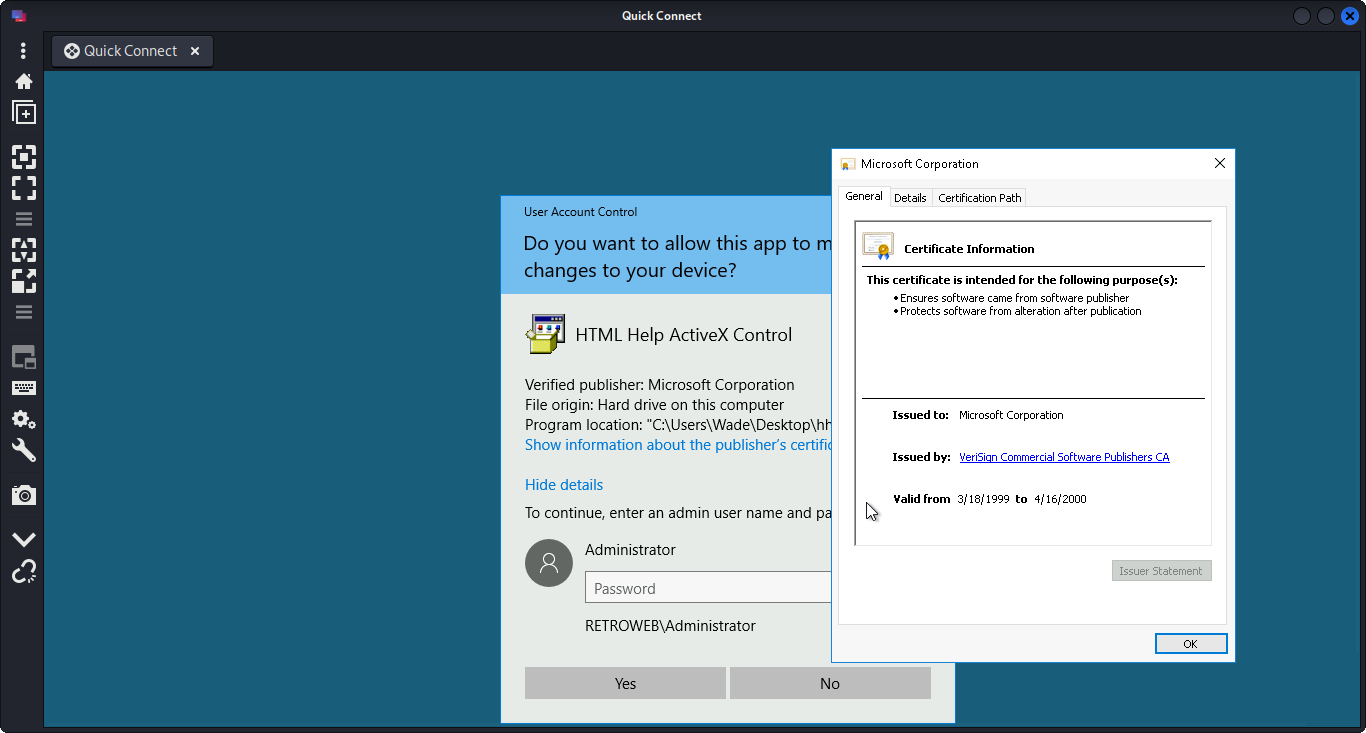 Quick Connect
Quick Connect
User Account Control
Do you want to allow this app to m
changes to your device?
HTML Help ActiveX Control
Verified publisher: Microsoft Corporation
File origin: Hard drive on this computer
Program location: "C:\Users\Wade\Desktop\hh
Show information about the publisher's certific
Hide details
To continue, enter an admin user name and pa
Administrator
Password
RETROWEB\Administrator
Yes No
Microsoft Corporation
General Details Certification Path
Certificate Information
This certificate is intended for the following purpose(s):
• Ensures software came from software publisher
• Protects software from alteration after publication
Issued to: Microsoft Corporation
Issued by: VeriSign Commercial Software Publishers CA
Valid from 3/18/1999 to 4/16/2000
Issuer Statement
OK